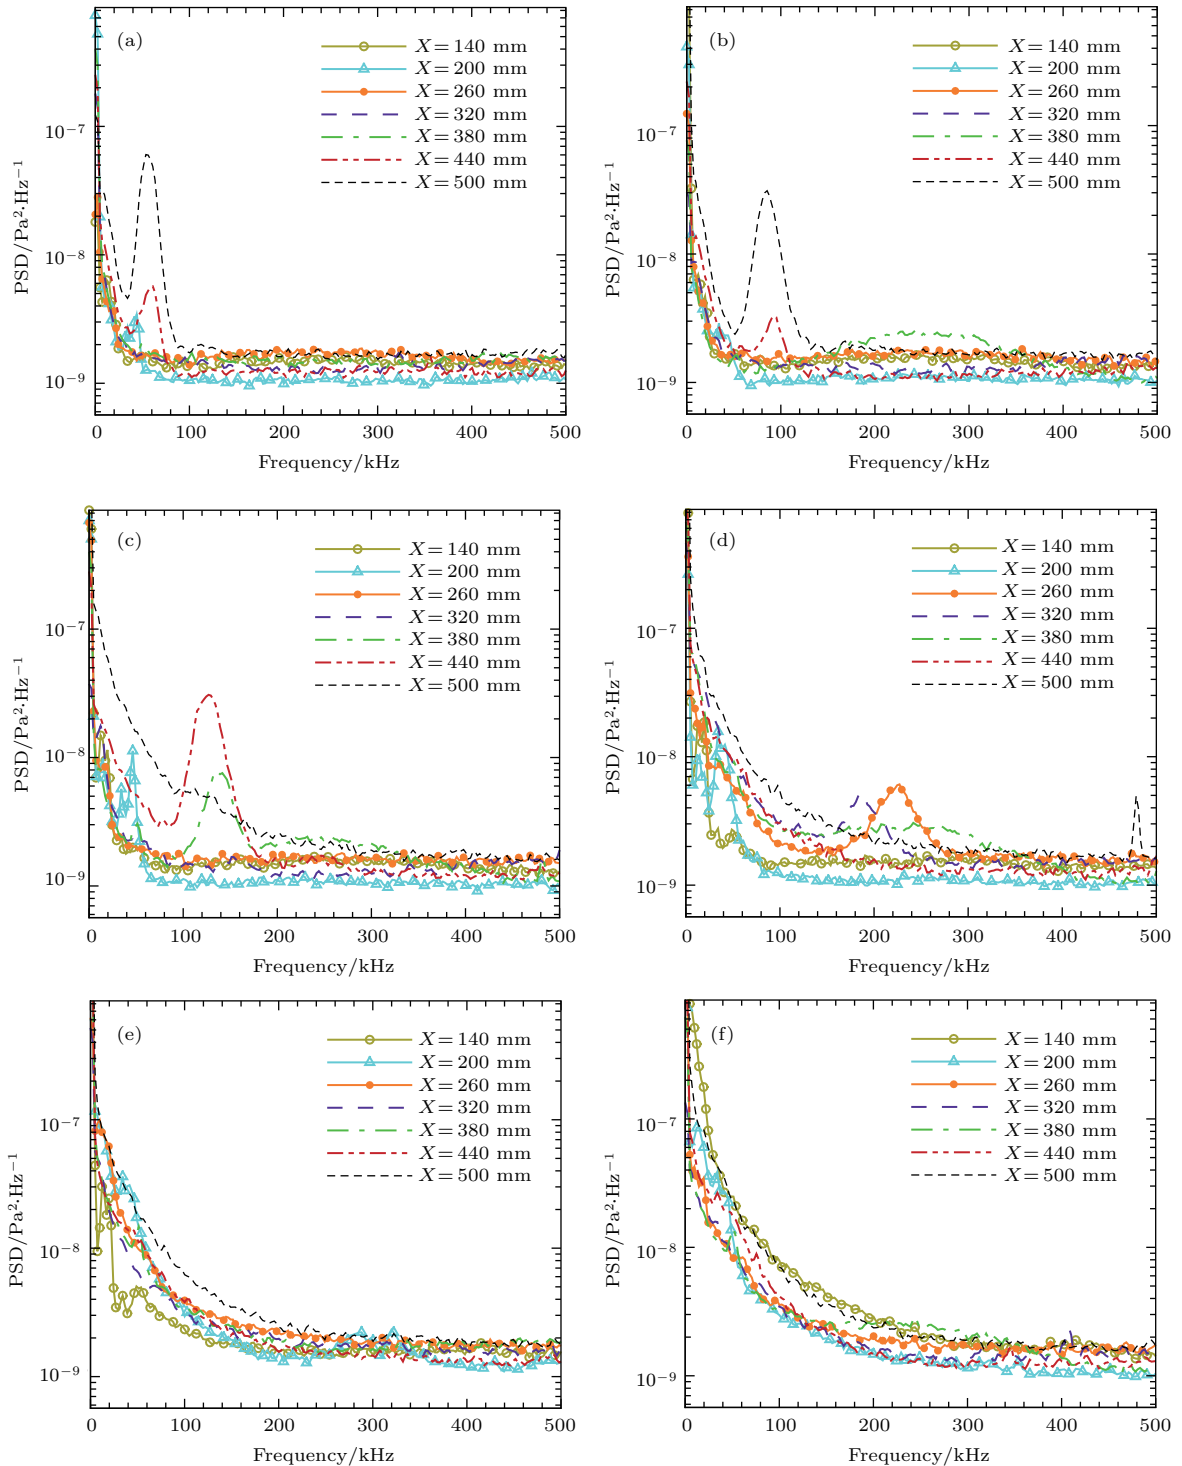 (a)
X = 140 mm
X = 200 mm
X = 260 mm
X = 320 mm
X = 380 mm
X = 440 mm
X = 500 mm
10⁻⁷
10⁻⁸
10⁻⁹
PSD/Pa²·Hz⁻¹
0 100 200 300 400 500
Frequency/kHz
(b)
X = 140 mm
X = 200 mm
X = 260 mm
X = 320 mm
X = 380 mm
X = 440 mm
X = 500 mm
10⁻⁷
10⁻⁸
10⁻⁹
PSD/Pa²·Hz⁻¹
0 100 200 300 400 500
Frequency/kHz
(c)
X = 140 mm
X = 200 mm
X = 260 mm
X = 320 mm
X = 380 mm
X = 440 mm
X = 500 mm
10⁻⁷
10⁻⁸
10⁻⁹
PSD/Pa²·Hz⁻¹
0 100 200 300 400 500
Frequency/kHz
(d)
X = 140 mm
X = 200 mm
X = 260 mm
X = 320 mm
X = 380 mm
X = 440 mm
X = 500 mm
10⁻⁷
10⁻⁸
10⁻⁹
PSD/Pa²·Hz⁻¹
0 100 200 300 400 500
Frequency/kHz
(e)
X = 140 mm
X = 200 mm
X = 260 mm
X = 320 mm
X = 380 mm
X = 440 mm
X = 500 mm
10⁻⁷
10⁻⁸
10⁻⁹
PSD/Pa²·Hz⁻¹
0 100 200 300 400 500
Frequency/kHz
(f)
X = 140 mm
X = 200 mm
X = 260 mm
X = 320 mm
X = 380 mm
X = 440 mm
X = 500 mm
10⁻⁷
10⁻⁸
10⁻⁹
PSD/Pa²·Hz⁻¹
0 100 200 300 400 500
Frequency/kHz